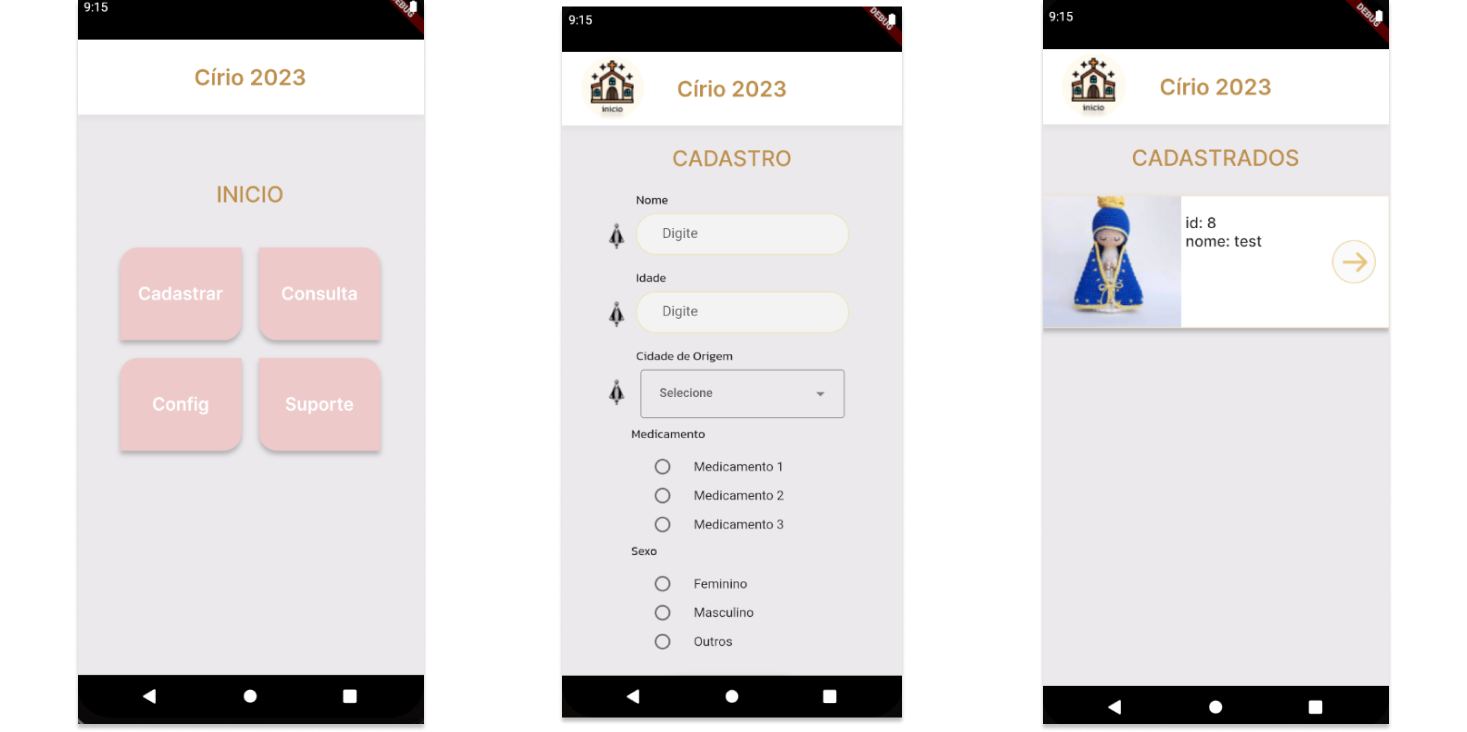 9:15
DEBUG
Círio 2023
INICIO
Cadastrar
Consulta
Config
Suporte
9:15
DEBUG
inicio
Círio 2023
CADASTRO
Nome
Digite
Idade
Digite
Cidade de Origem
Selecione
Medicamento
Medicamento 1
Medicamento 2
Medicamento 3
Sexo
Feminino
Masculino
Outros
9:15
DEBUG
inicio
Círio 2023
CADASTRADOS
id: 8
nome: test